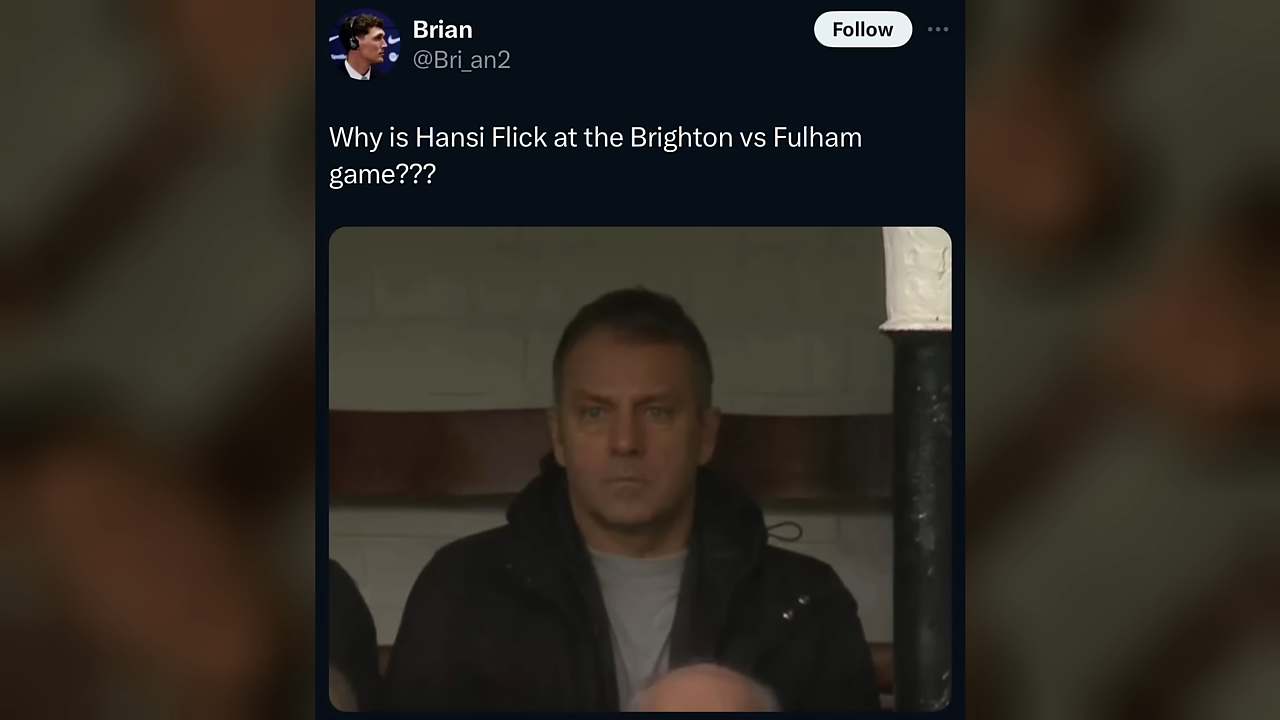 Brian
Follow
@Bri_an2
Why is Hansi Flick at the Brighton vs Fulham
game???